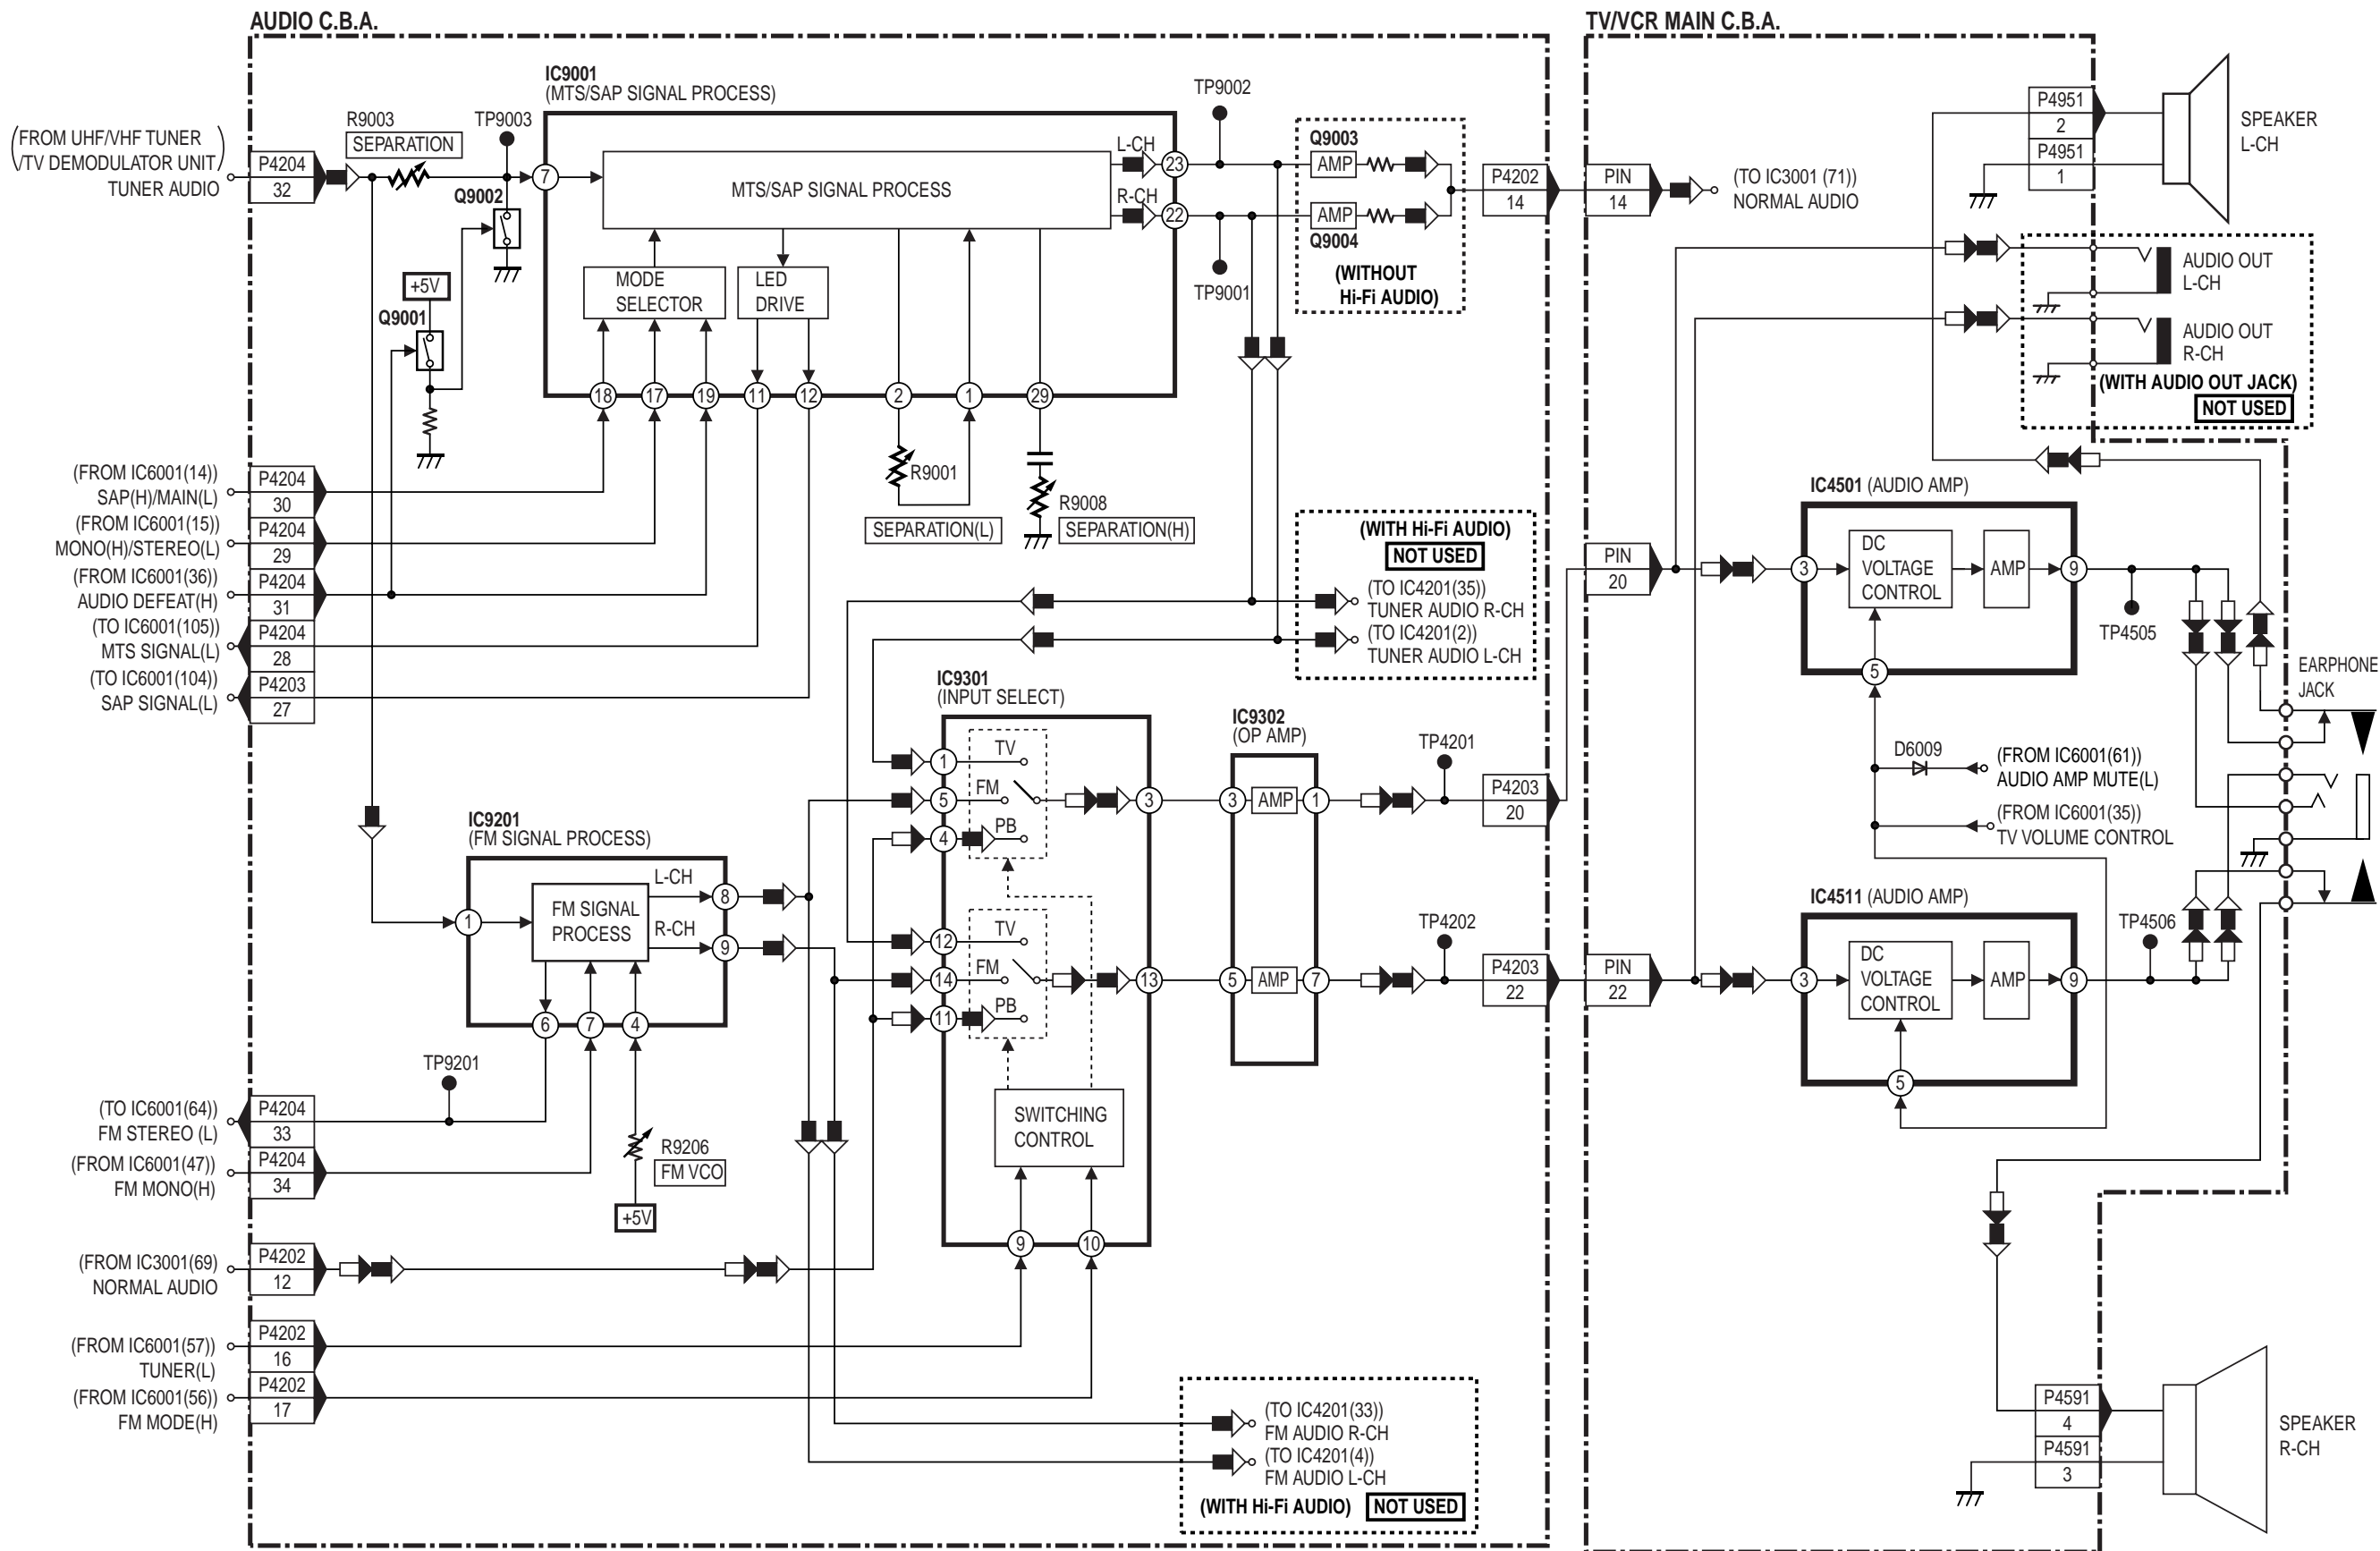 AUDIO C.B.A.
TV/VCR MAIN C.B.A.
IC9001
(MTS/SAP SIGNAL PROCESS)
(FROM UHF/VHF TUNER
/TV DEMODULATOR UNIT)
TUNER AUDIO
P4204
32
R9003
SEPARATION
TP9003
Q9002
7
MTS/SAP SIGNAL PROCESS
L-CH
23
R-CH
22
TP9002
TP9001
Q9003
AMP
AMP
Q9004
(WITHOUT
Hi-Fi AUDIO)
P4202
14
PIN
14
(TO IC3001 (71))
NORMAL AUDIO
P4951
2
P4951
1
SPEAKER
L-CH
AUDIO OUT
L-CH
AUDIO OUT
R-CH
(WITH AUDIO OUT JACK)
NOT USED
+5V
Q9001
MODE
SELECTOR
LED
DRIVE
18
17
19
11
12
2
1
29
R9001
SEPARATION(L)
R9008
SEPARATION(H)
(FROM IC6001(14))
SAP(H)/MAIN(L)
P4204
30
(FROM IC6001(15))
MONO(H)/STEREO(L)
P4204
29
(FROM IC6001(36))
AUDIO DEFEAT(H)
P4204
31
(TO IC6001(105))
MTS SIGNAL(L)
P4204
28
(TO IC6001(104))
SAP SIGNAL(L)
P4203
27
(WITH Hi-Fi AUDIO)
NOT USED
(TO IC4201(35))
TUNER AUDIO R-CH
(TO IC4201(2))
TUNER AUDIO L-CH
PIN
20
IC4501 (AUDIO AMP)
3
DC
VOLTAGE
CONTROL
AMP
9
5
TP4505
EARPHONE
JACK
D6009
(FROM IC6001(61))
AUDIO AMP MUTE(L)
(FROM IC6001(35))
TV VOLUME CONTROL
IC9301
(INPUT SELECT)
1
TV
5
FM
4
PB
3
12
TV
14
FM
11
PB
13
SWITCHING
CONTROL
9
10
IC9302
(OP AMP)
3
AMP
1
5
AMP
7
TP4201
TP4202
P4203
20
P4203
22
PIN
22
IC4511 (AUDIO AMP)
3
DC
VOLTAGE
CONTROL
AMP
9
5
TP4506
IC9201
(FM SIGNAL PROCESS)
1
FM SIGNAL
PROCESS
L-CH
8
R-CH
9
6
7
4
TP9201
R9206
FM VCO
+5V
(TO IC6001(64))
FM STEREO (L)
P4204
33
(FROM IC6001(47))
FM MONO(H)
P4204
34
(FROM IC3001(69)
NORMAL AUDIO
P4202
12
(FROM IC6001(57))
TUNER(L)
P4202
16
(FROM IC6001(56))
FM MODE(H)
P4202
17
(TO IC4201(33))
FM AUDIO R-CH
(TO IC4201(4))
FM AUDIO L-CH
(WITH Hi-Fi AUDIO)
NOT USED
P4591
4
P4591
3
SPEAKER
R-CH